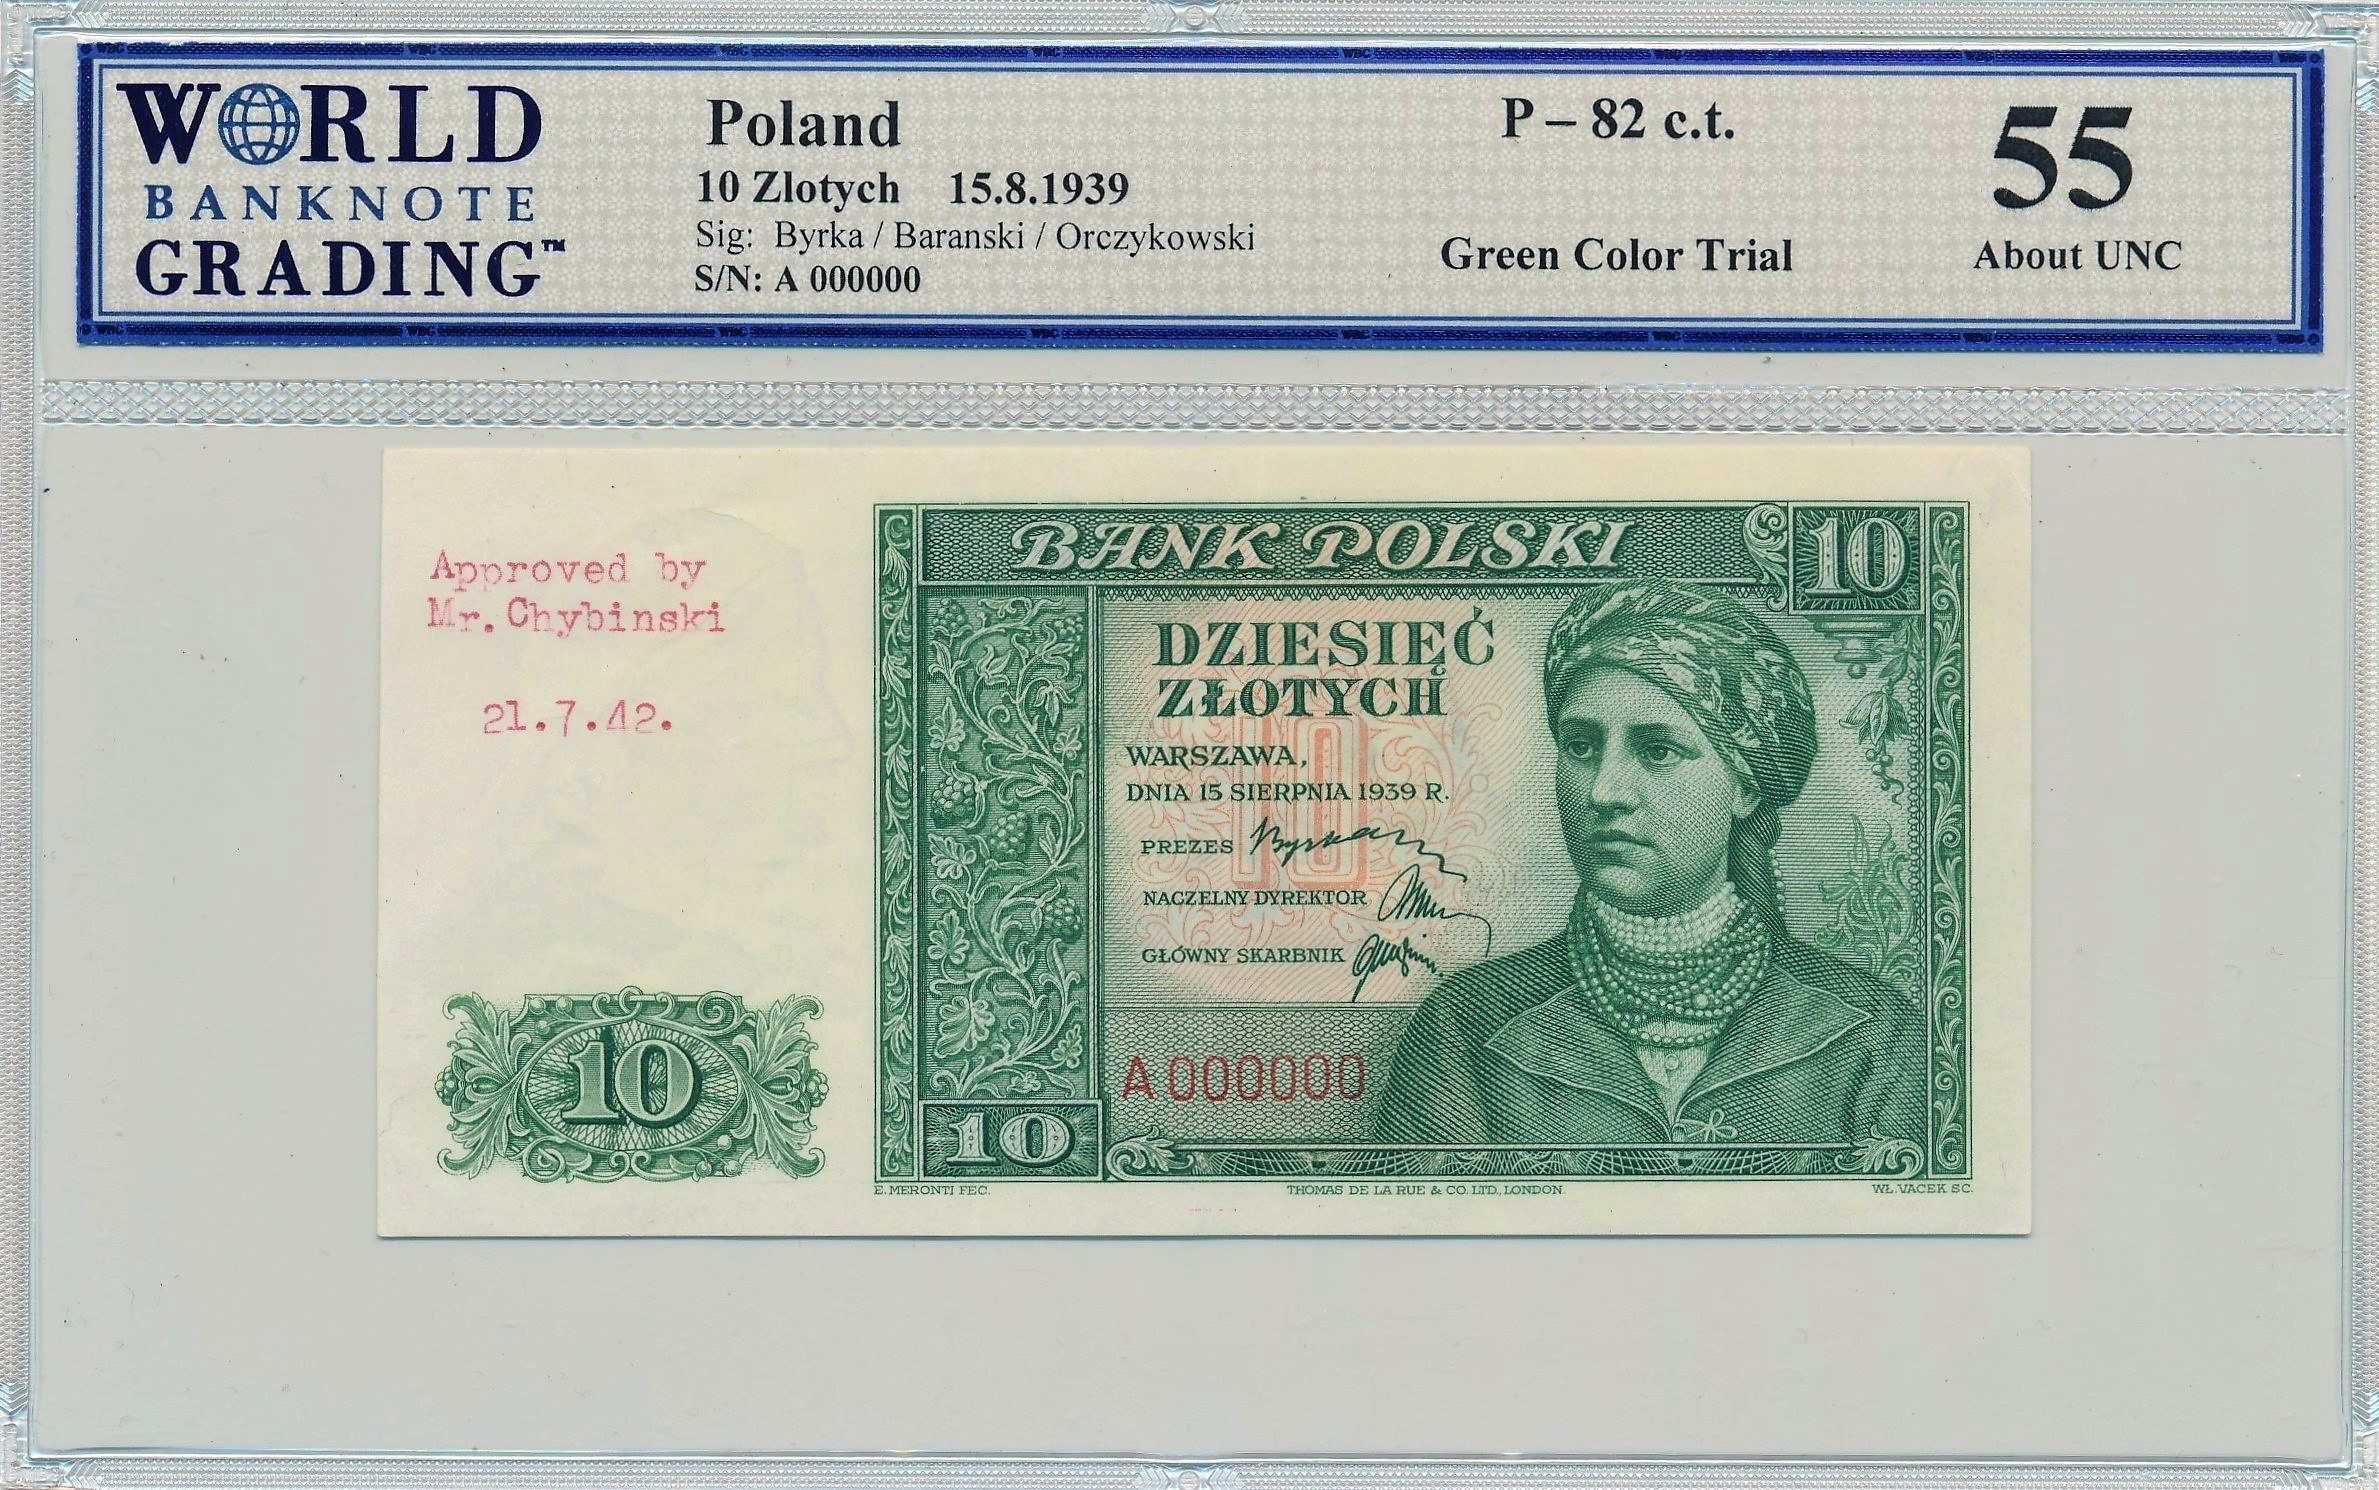 WORLD
BANKNOTE
GRADING™
Poland
10 Zlotych 15.8.1939
Sig: Byrka / Baranski / Orczykowski
S/N: A 000000
P – 82 c.t.
Green Color Trial
55
About UNC
Approved by
Mr. Chybinski
21.7.42.
10
BANK POLSKI
10
DZIESIĘĆ
ZŁOTYCH
10
WARSZAWA,
DNIA 15 SIERPNIA 1939 R.
PREZES
NACZELNY DYREKTOR
GŁÓWNY SKARBNIK
A 000000
10
E. MERONTI FEC.
THOMAS DE LA RUE & CO. LTD., LONDON.
WŁ. VACEK SC.